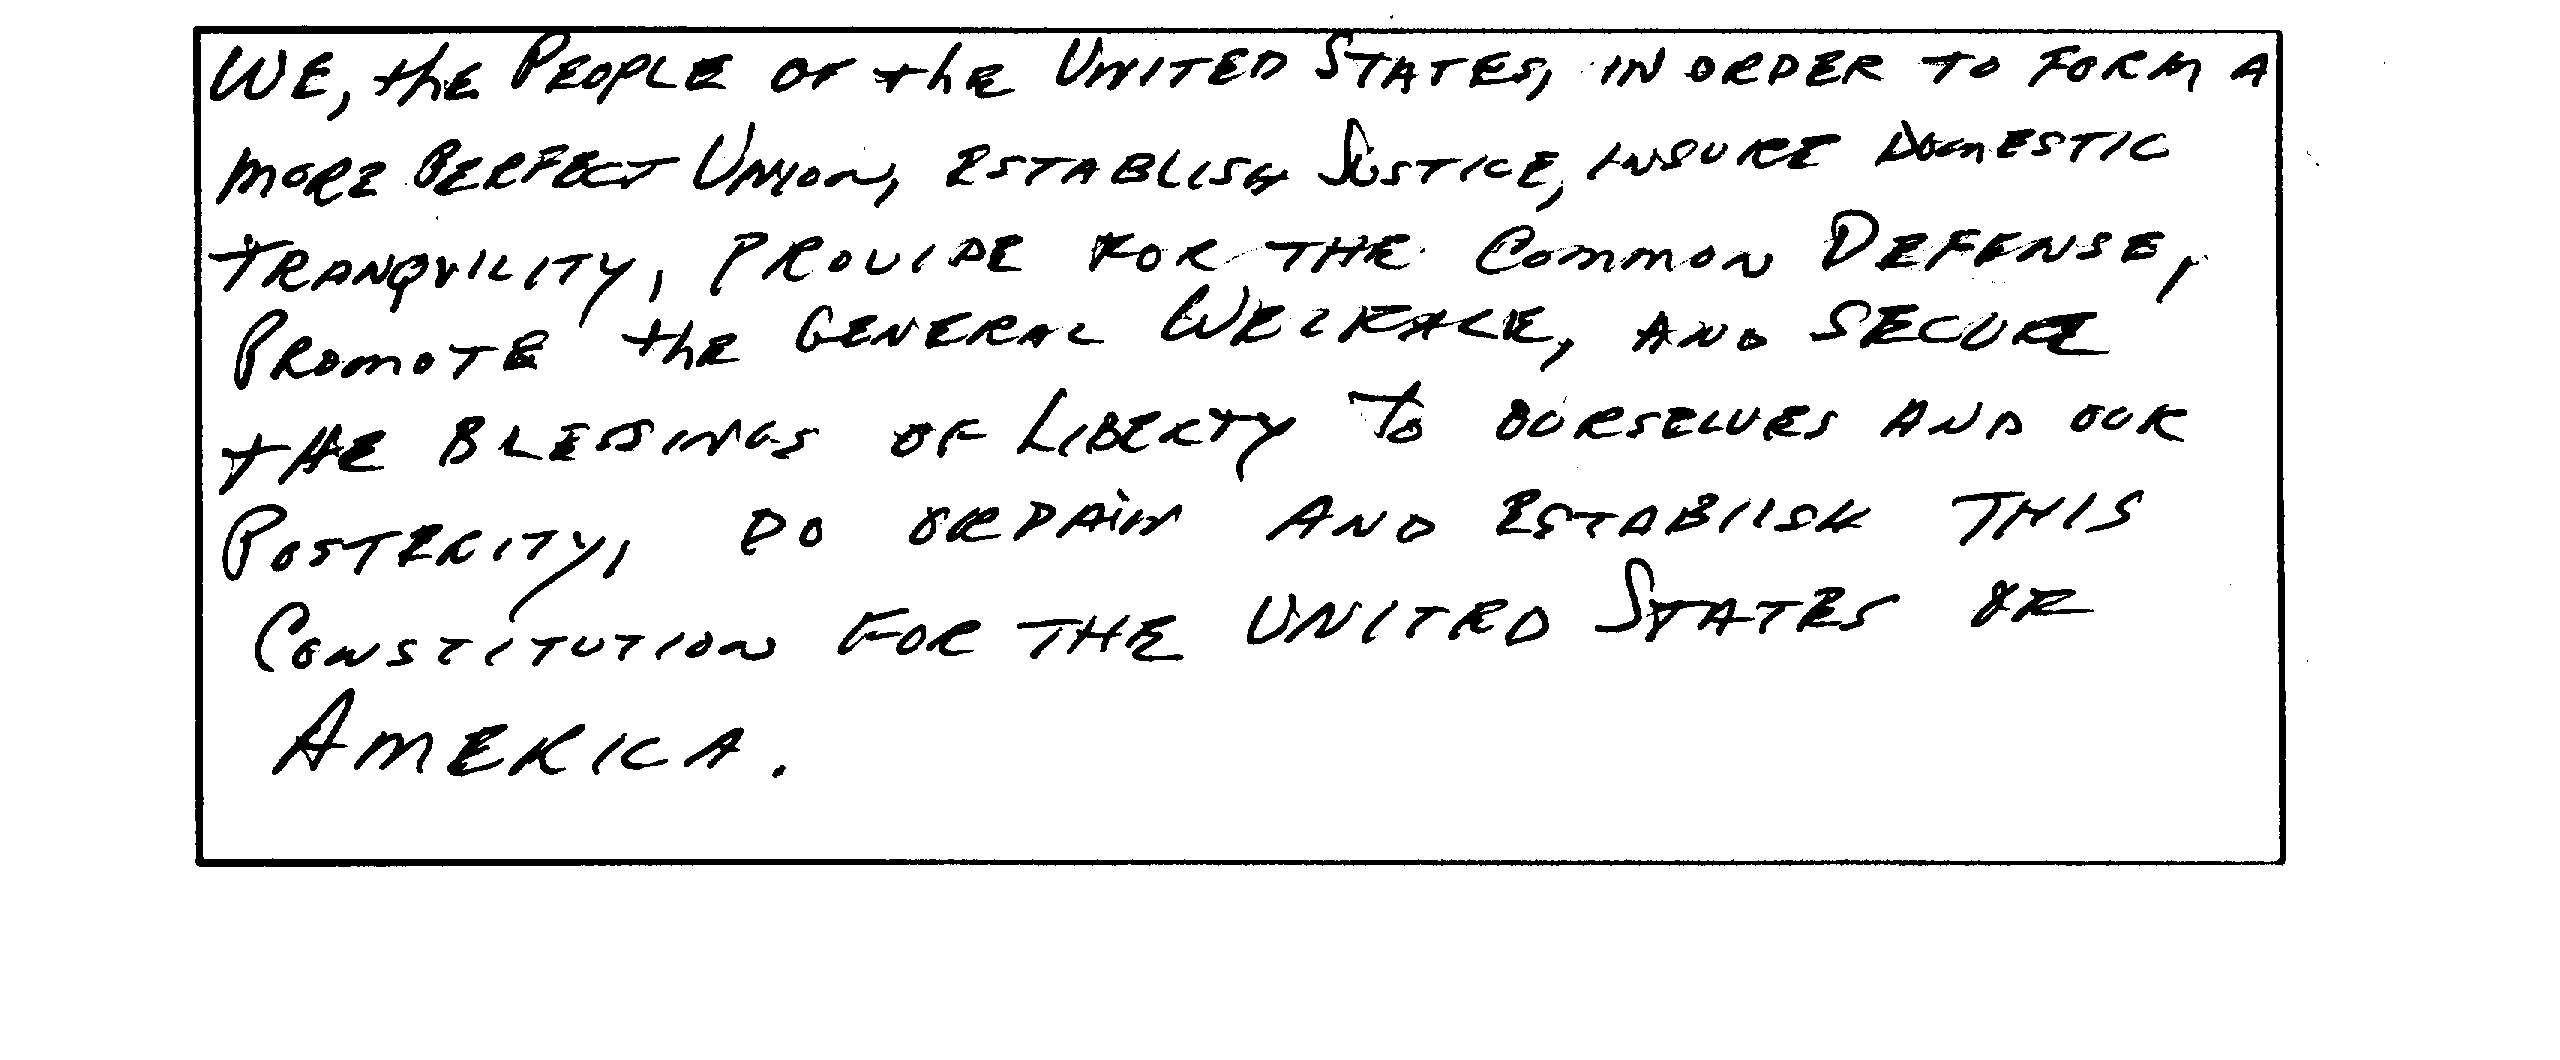 WE, the PEOPLE OF the UNITED STATES, IN ORDER TO FORM A
MORE PERFECT UNION, ESTABLISH JUSTICE, INSURE DOMESTIC
TRANQUILITY, PROVIDE FOR THE COMMON DEFENSE,
PROMOTE the GENERAL WELFARE, AND SECURE
THE BLESSINGS OF LIBERTY TO OURSELVES AND OUR
POSTERITY, DO ORDAIN AND ESTABLISH THIS
CONSTITUTION FOR THE UNITED STATES OF
AMERICA.